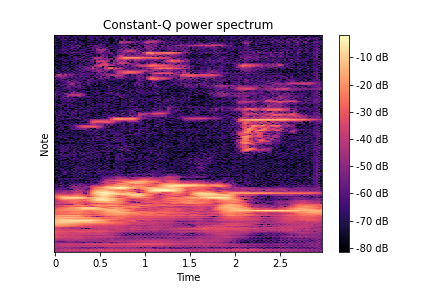 Constant-Q power spectrum
Note
-10 dB
-20 dB
-30 dB
-40 dB
-50 dB
-60 dB
-70 dB
-80 dB
0
0.5
1
1.5
2
2.5
Time